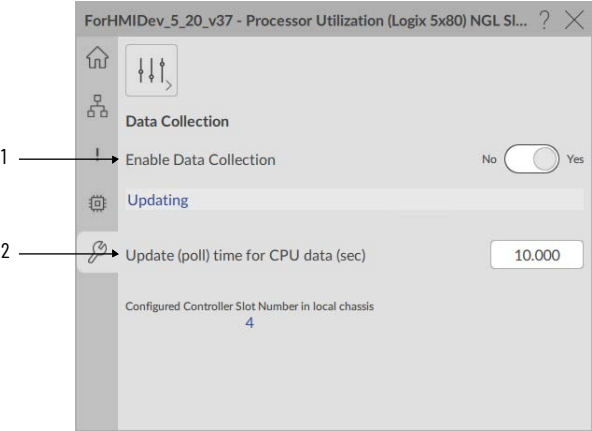 ForHMIDev_5_20_v37 - Processor Utilization (Logix 5x80) NGL Sl... ?
Data Collection
1 Enable Data Collection No Yes
Updating
2 Update (poll) time for CPU data (sec) 10.000
Configured Controller Slot Number in local chassis
4